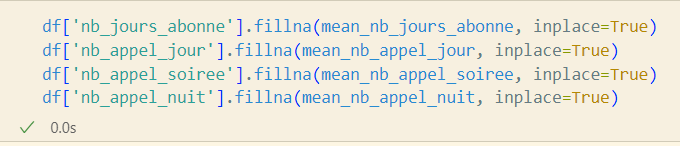 df['nb_jours_abonne'].fillna(mean_nb_jours_abonne, inplace=True)
df['nb_appel_jour'].fillna(mean_nb_appel_jour, inplace=True)
df['nb_appel_soiree'].fillna(mean_nb_appel_soiree, inplace=True)
df['nb_appel_nuit'].fillna(mean_nb_appel_nuit, inplace=True)
✓ 0.0s